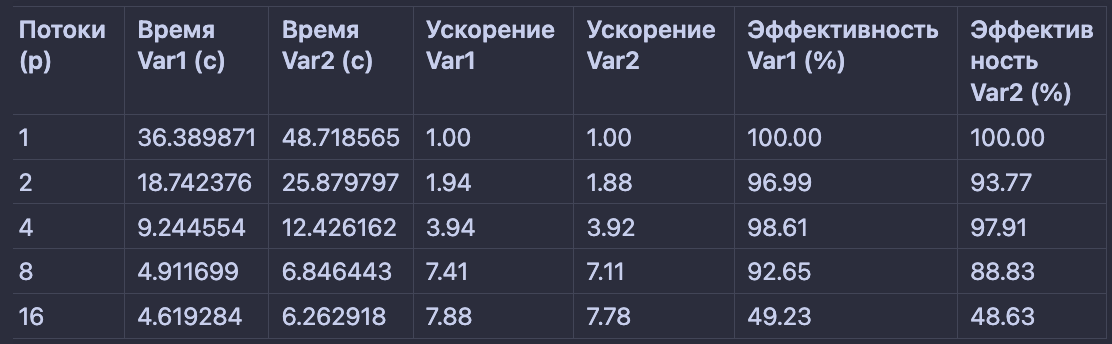 Потоки (p) Время Var1 (с) Время Var2 (с) Ускорение Var1 Ускорение Var2 Эффективность Var1 (%) Эффектив ность Var2 (%)
1 36.389871 48.718565 1.00 1.00 100.00 100.00
2 18.742376 25.879797 1.94 1.88 96.99 93.77
4 9.244554 12.426162 3.94 3.92 98.61 97.91
8 4.911699 6.846443 7.41 7.11 92.65 88.83
16 4.619284 6.262918 7.88 7.78 49.23 48.63